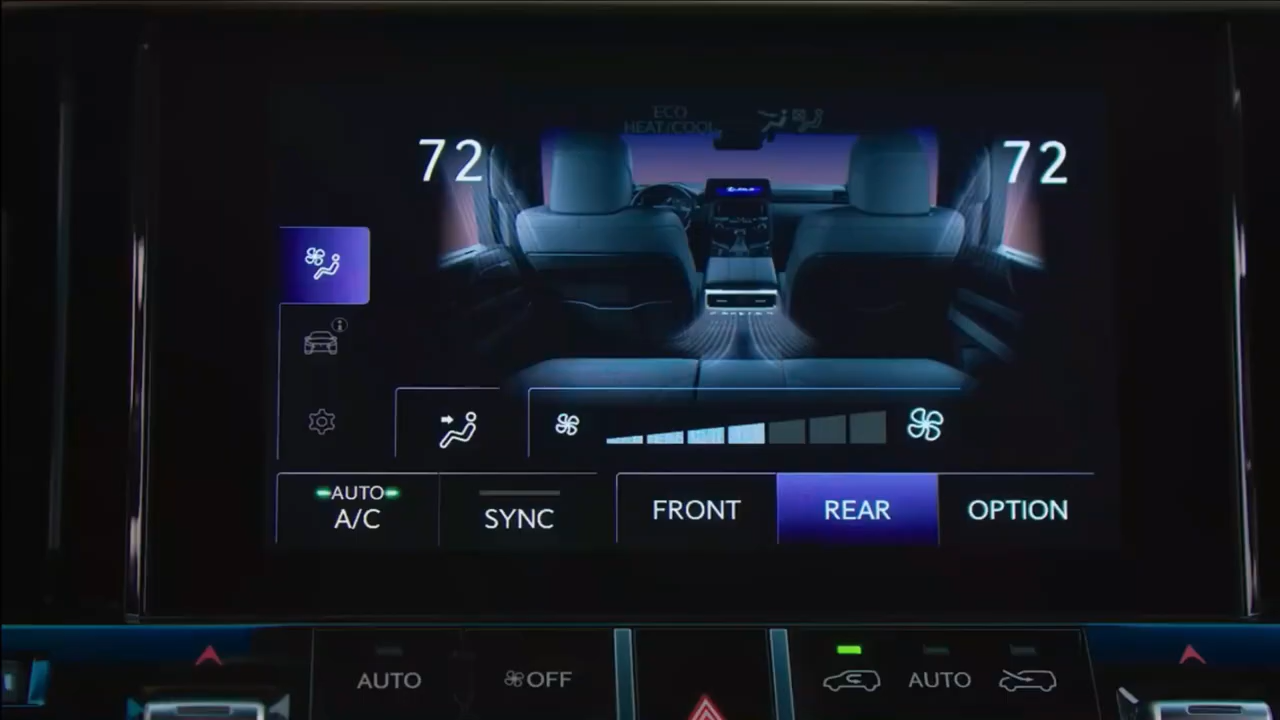 ECO
HEAT/COOL
72
72
AUTO
A/C
SYNC
FRONT
REAR
OPTION
AUTO
OFF
AUTO